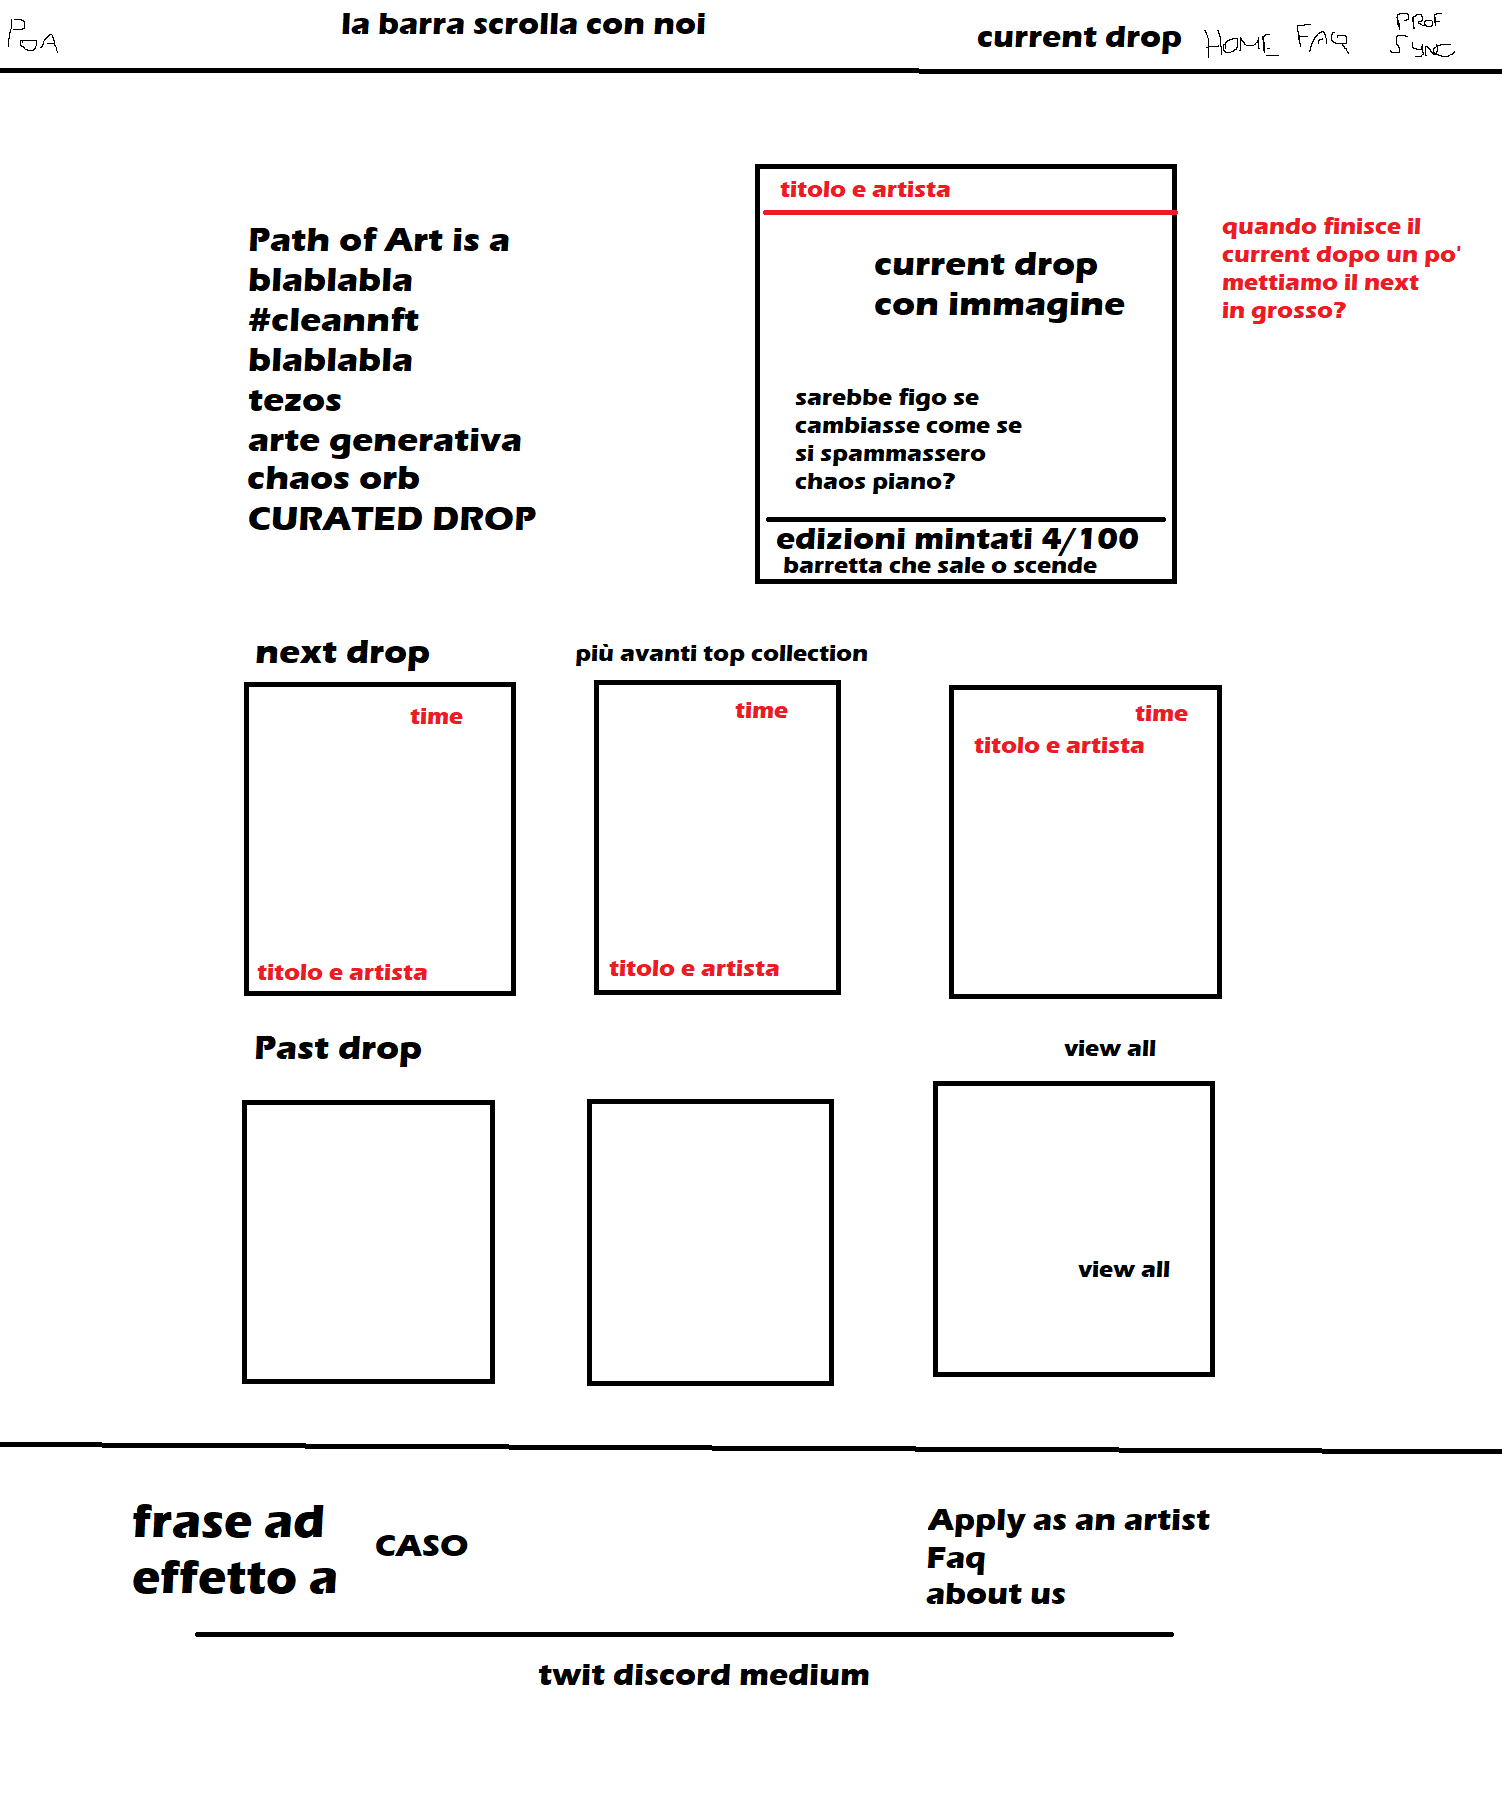 POA
la barra scrolla con noi
current drop
HOME
FAQ
PROF
SYNC
Path of Art is a
blablabla
#cleannft
blablabla
tezos
arte generativa
chaos orb
CURATED DROP
titolo e artista
current drop
con immagine
sarebbe figo se
cambiasse come se
si spammassero
chaos piano?
edizioni mintati 4/100
barretta che sale o scende
quando finisce il
current dopo un po'
mettiamo il next
in grosso?
next drop
più avanti top collection
time
titolo e artista
time
titolo e artista
time
titolo e artista
Past drop
view all
view all
frase ad
effetto a
CASO
Apply as an artist
Faq
about us
twit discord medium